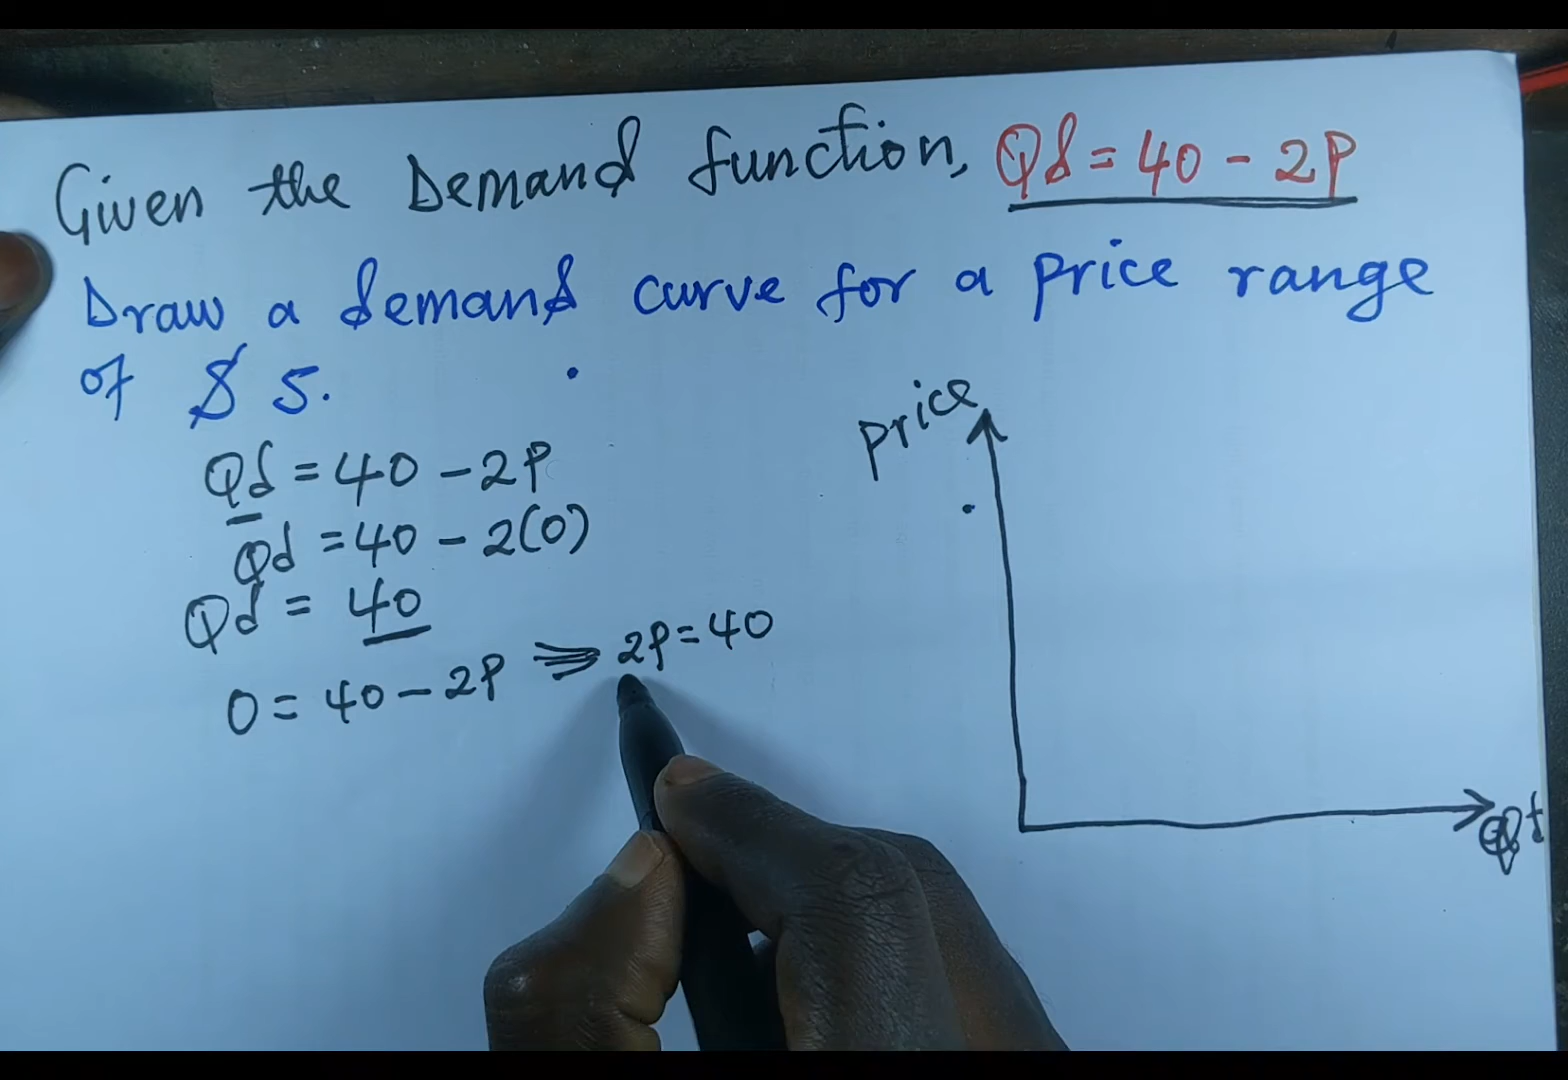 Given the Demand function, Qd = 40 - 2P
Draw a demand curve for a price range
of $ 5.
Qd = 40 - 2P
Qd = 40 - 2(0)
Qd = 40
0 = 40 - 2P ⇒ 2P = 40
price
Qt